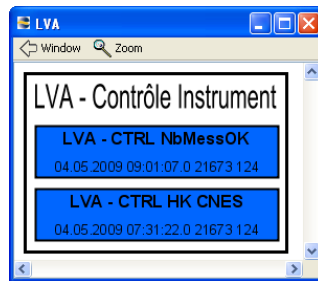 LVA
Window Zoom
LVA - Contrôle Instrument
LVA - CTRL NbMessOK
04.05.2009 09:01:07.0 21673 124
LVA - CTRL HK CNES
04.05.2009 07:31:22.0 21673 124